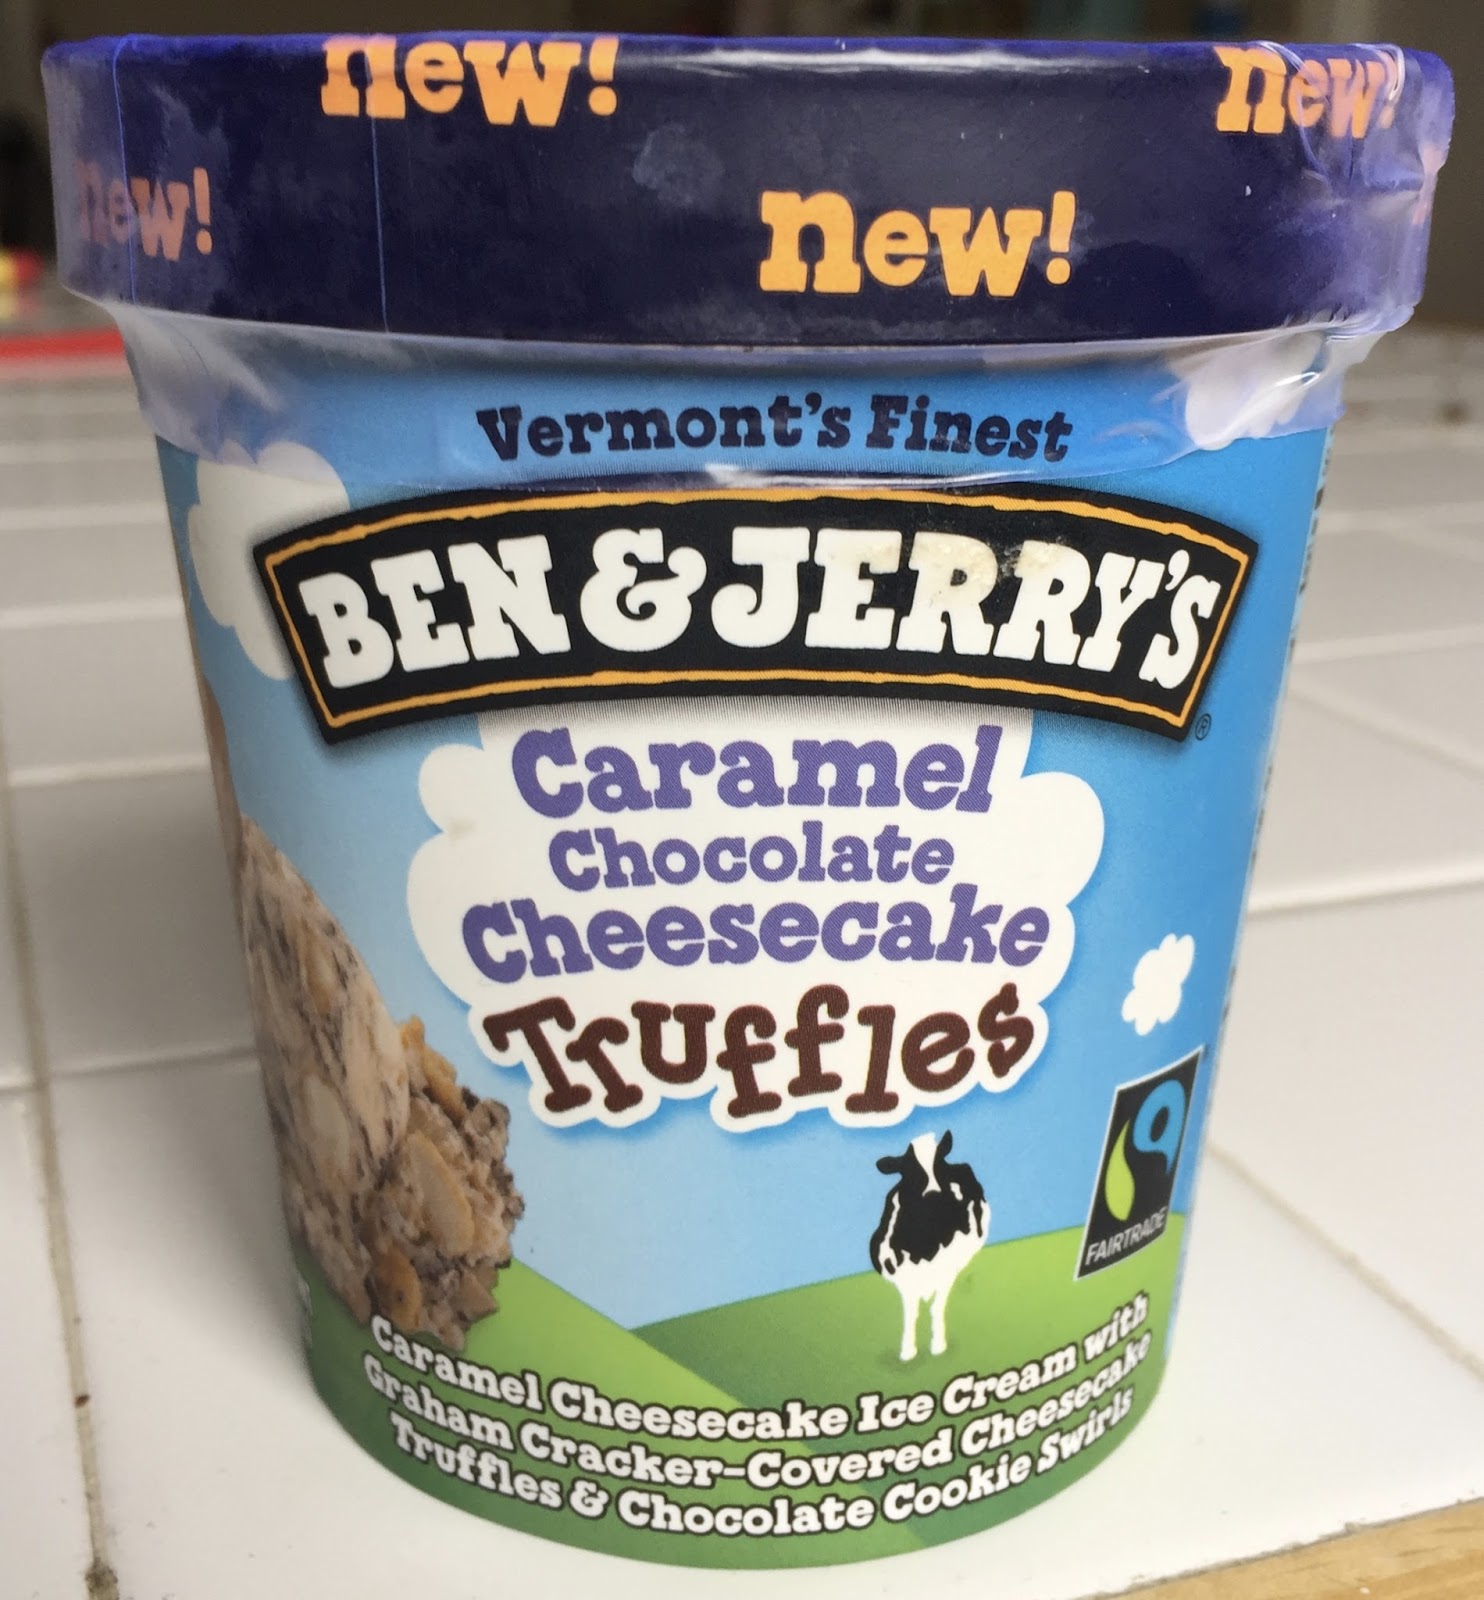 new!
new!
new!
new!
Vermont's Finest
BEN & JERRY'S®
Caramel
Chocolate
Cheesecake
Truffles
FAIRTRADE
Caramel Cheesecake Ice Cream with
Graham Cracker-Covered Cheesecake
Truffles & Chocolate Cookie Swirls